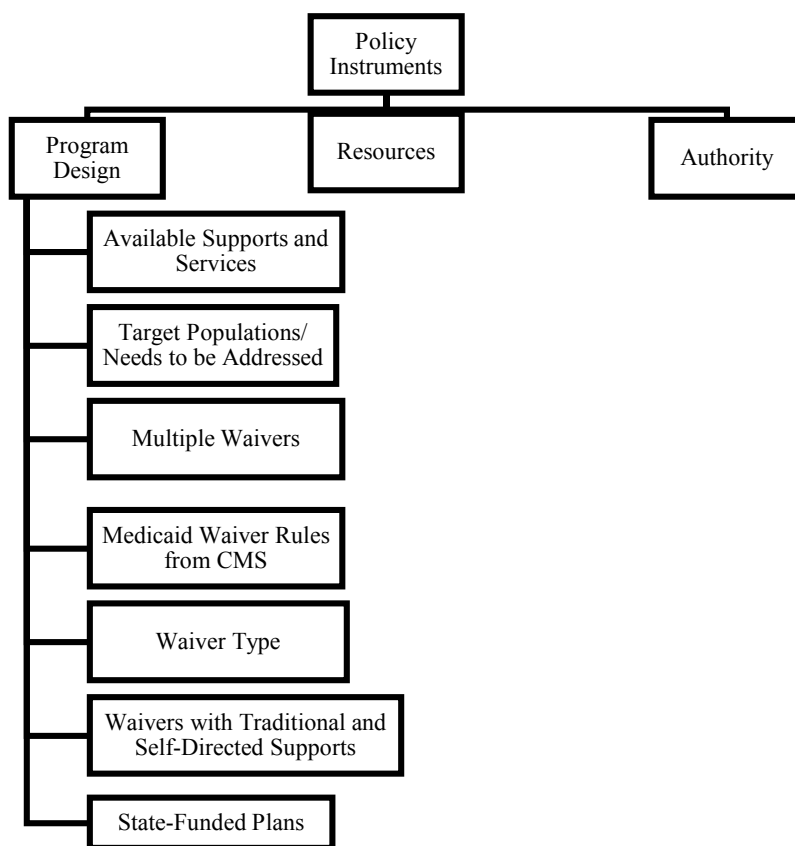 Policy
Instruments
Program
Design
Resources
Authority
Available Supports and
Services
Target Populations/
Needs to be Addressed
Multiple Waivers
Medicaid Waiver Rules
from CMS
Waiver Type
Waivers with Traditional and
Self-Directed Supports
State-Funded Plans